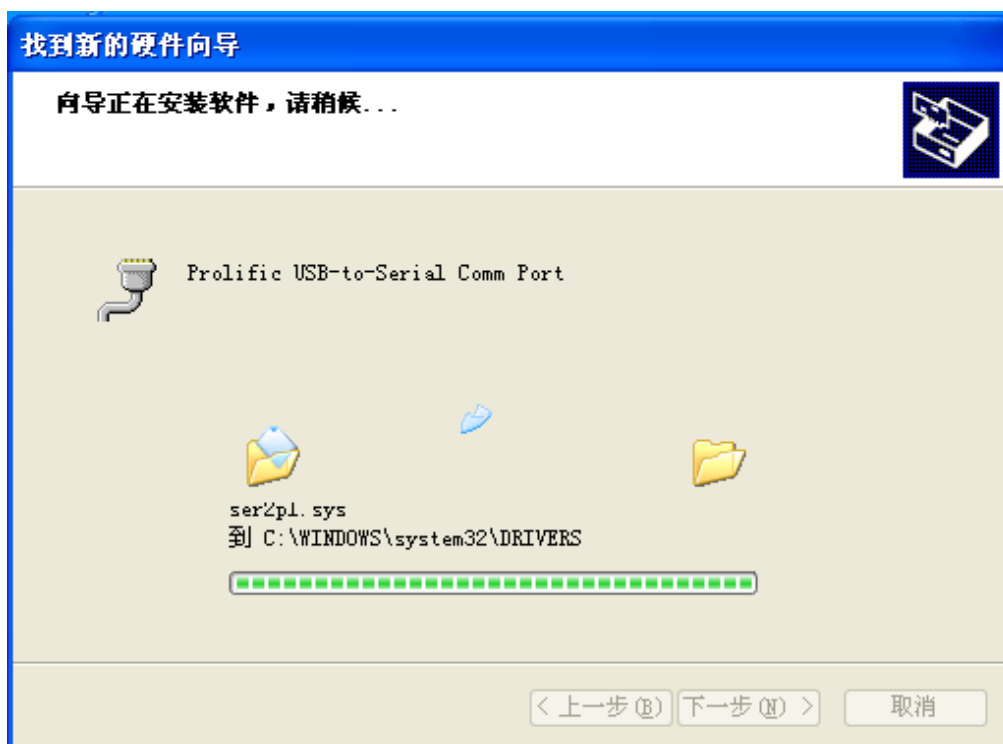 找到新的硬件向导
向导正在安装软件，请稍候...
Prolific USB-to-Serial Comm Port
ser2pl.sys
到 C:\WINDOWS\system32\DRIVERS
< 上一步(B) 下一步(N) > 取消